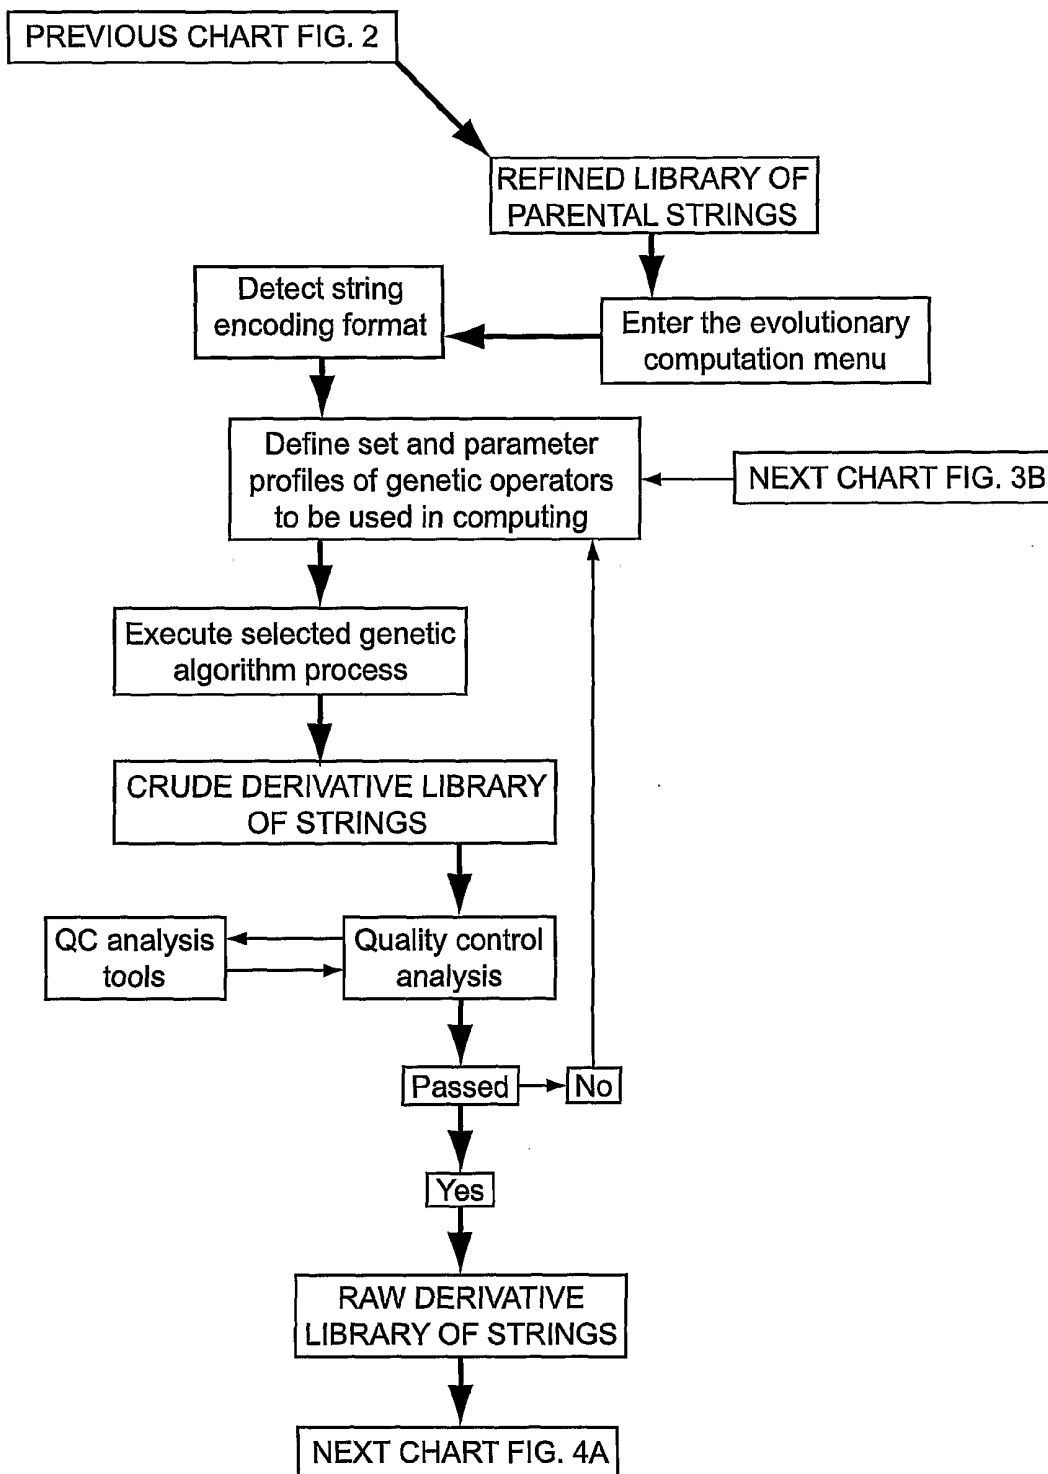 PREVIOUS CHART FIG. 2
REFINED LIBRARY OF
PARENTAL STRINGS
Detect string
encoding format
Enter the evolutionary
computation menu
Define set and parameter
profiles of genetic operators
to be used in computing
NEXT CHART FIG. 3B
Execute selected genetic
algorithm process
CRUDE DERIVATIVE LIBRARY
OF STRINGS
QC analysis
tools
Quality control
analysis
Passed
No
Yes
RAW DERIVATIVE
LIBRARY OF STRINGS
NEXT CHART FIG. 4A